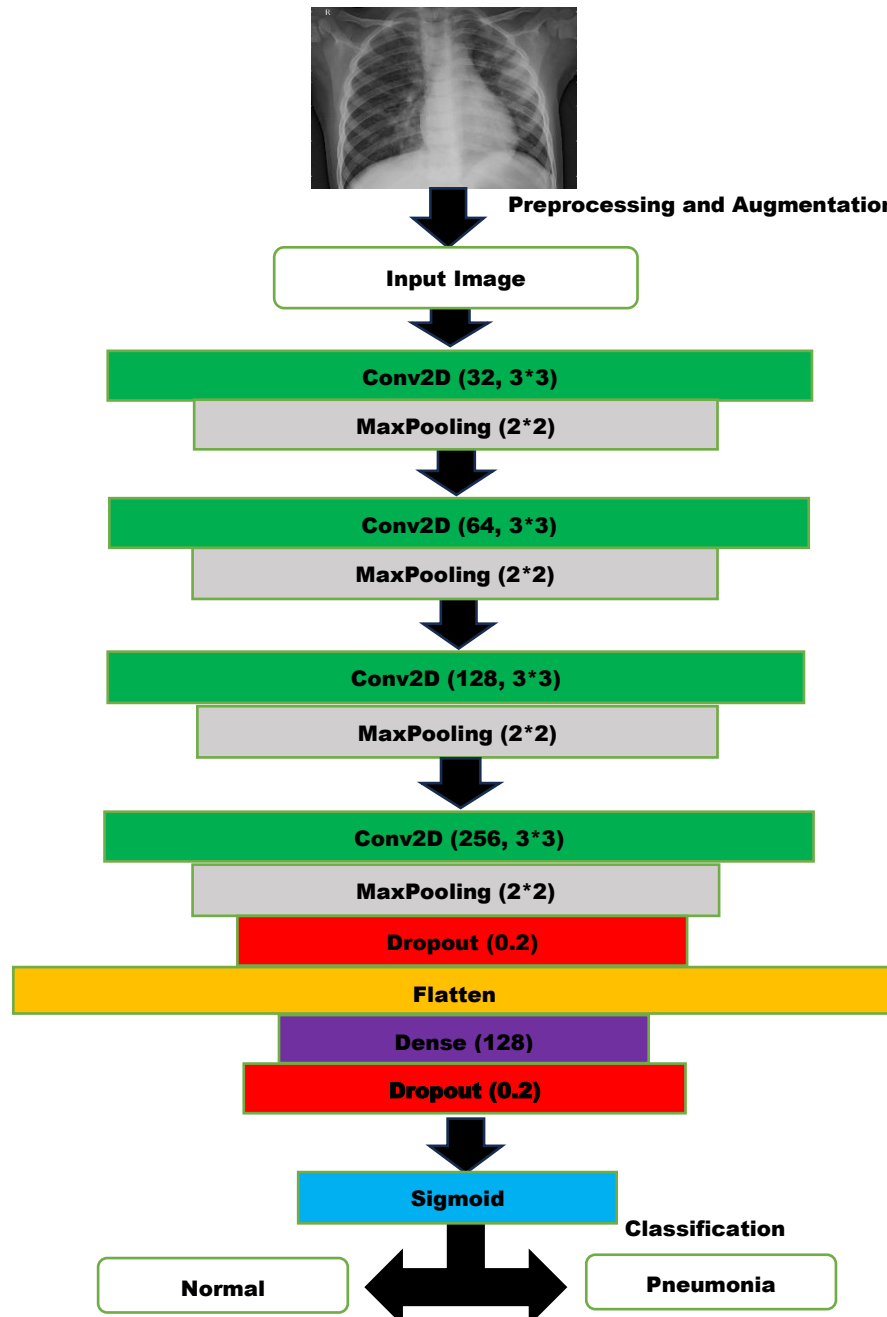 R
Preprocessing and Augmentation
Input Image
Conv2D (32, 3*3)
MaxPooling (2*2)
Conv2D (64, 3*3)
MaxPooling (2*2)
Conv2D (128, 3*3)
MaxPooling (2*2)
Conv2D (256, 3*3)
MaxPooling (2*2)
Dropout (0.2)
Flatten
Dense (128)
Dropout (0.2)
Sigmoid
Classification
Normal
Pneumonia